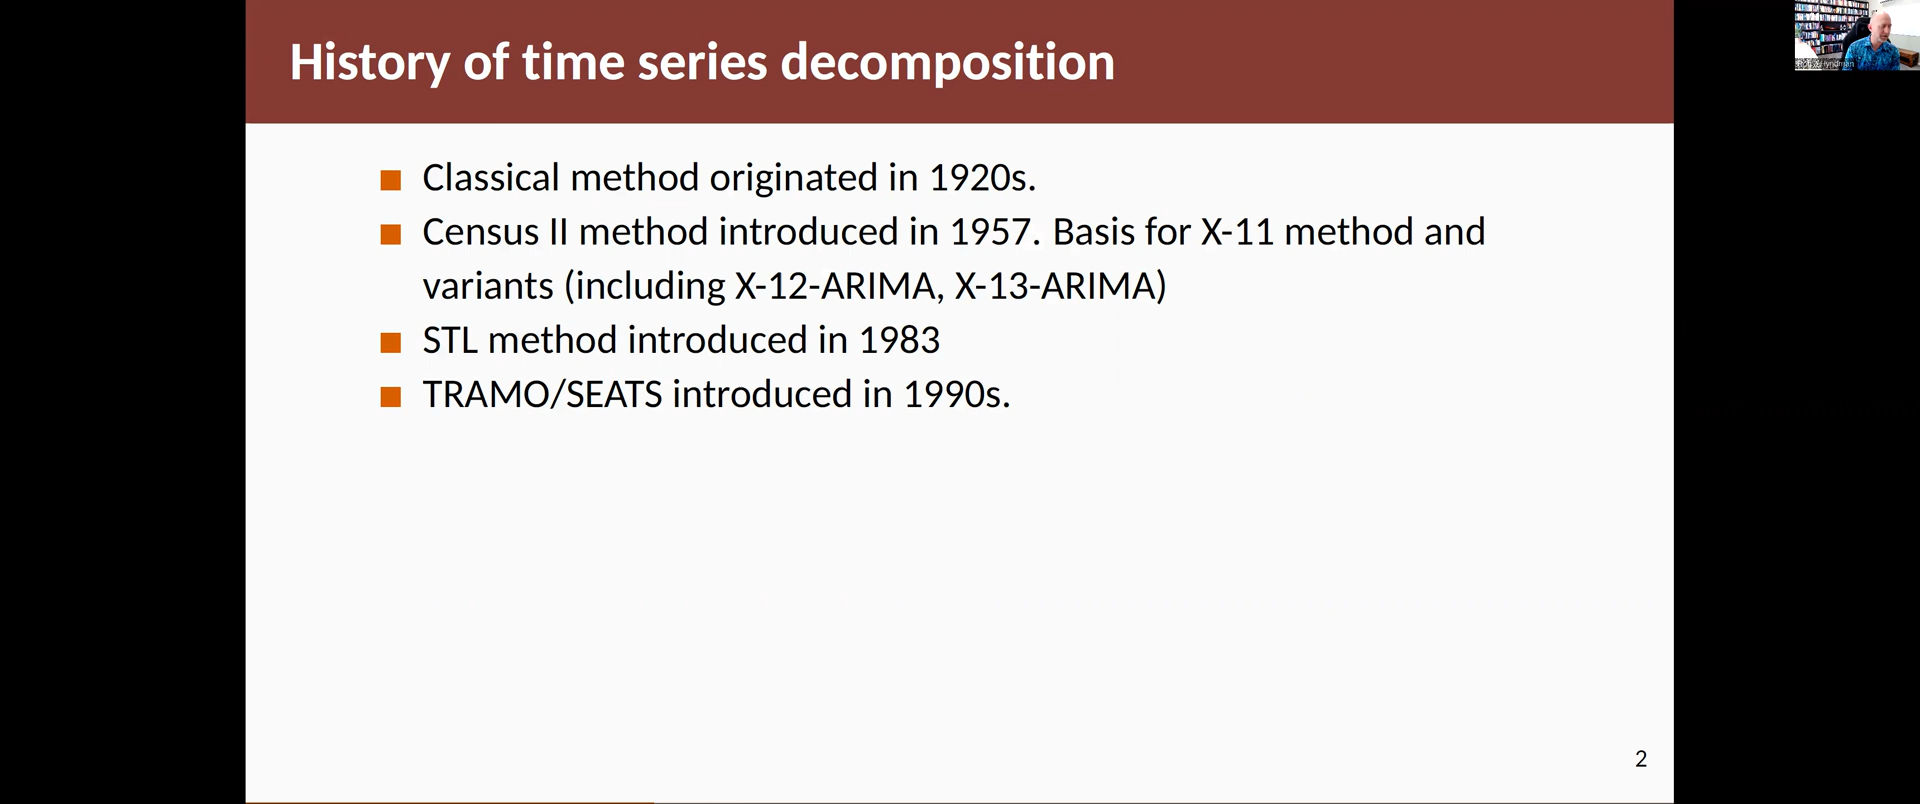 History of time series decomposition
Classical method originated in 1920s.
Census II method introduced in 1957. Basis for X-11 method and
variants (including X-12-ARIMA, X-13-ARIMA)
STL method introduced in 1983
TRAMO/SEATS introduced in 1990s.
2
Hyndman